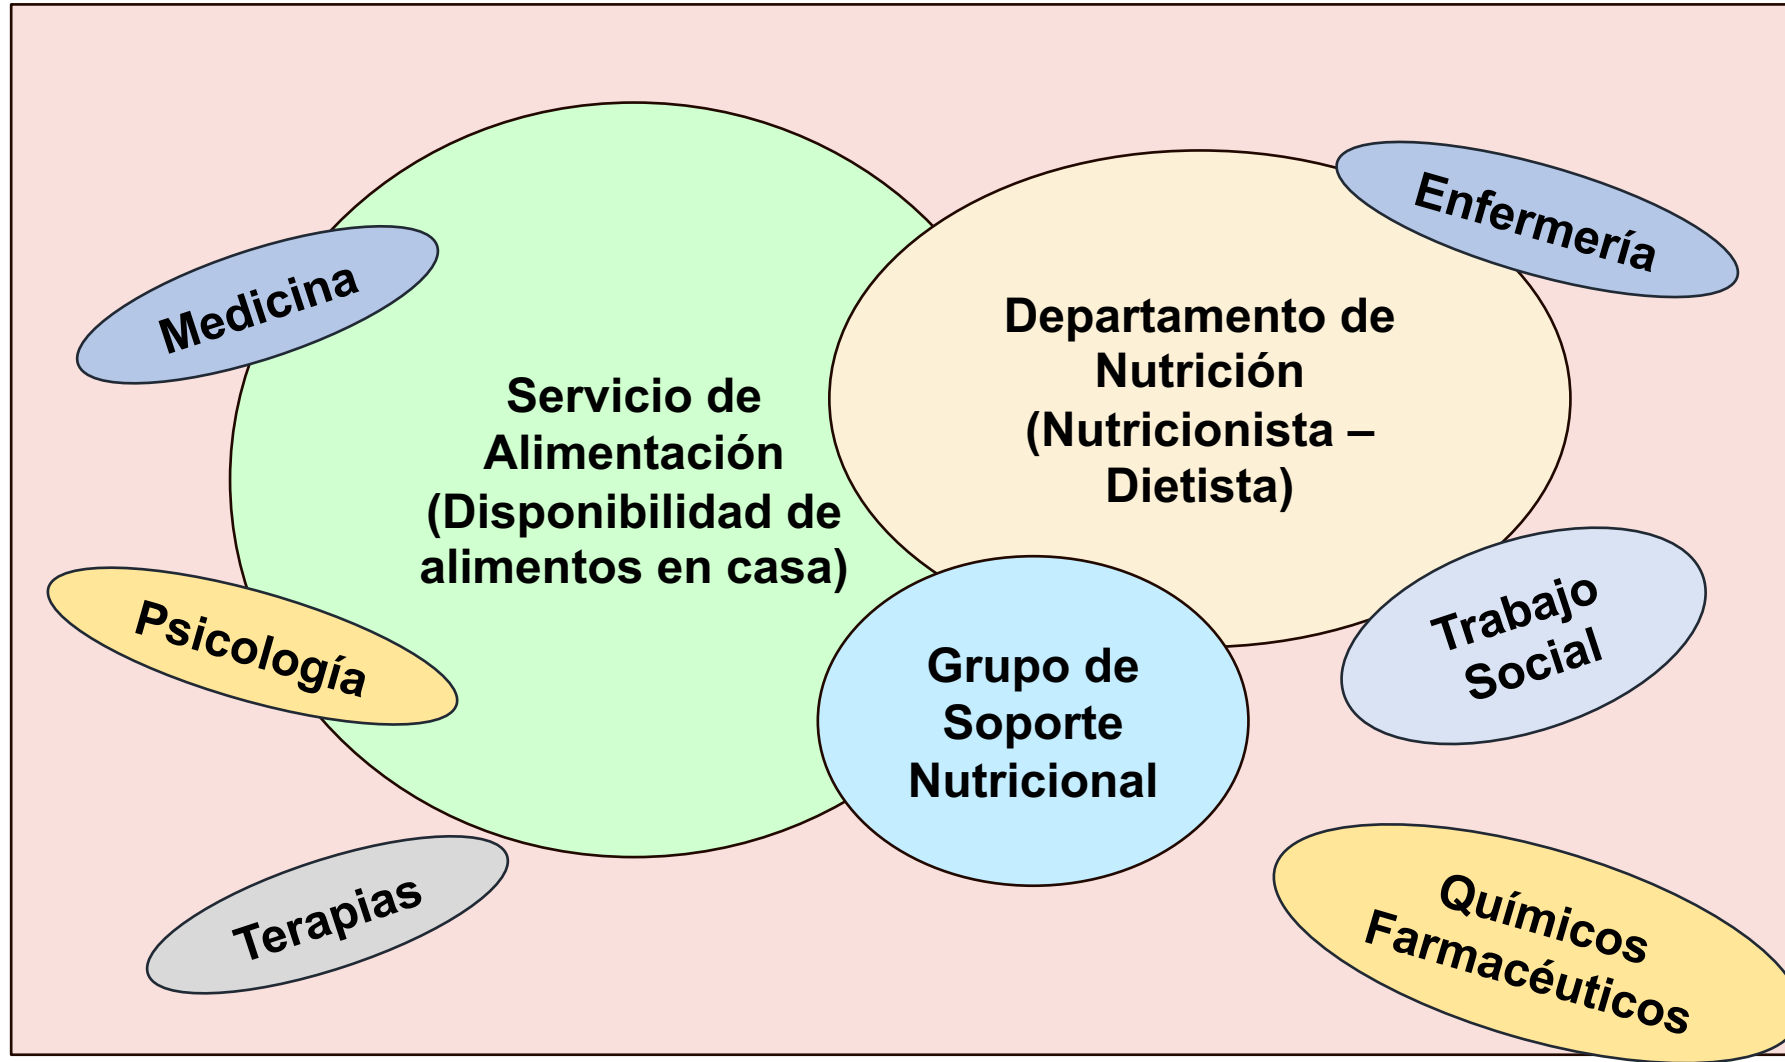 Enfermería
Medicina
Departamento de
Nutrición
(Nutricionista –
Dietista)
Servicio de
Alimentación
(Disponibilidad de
alimentos en casa)
Psicología
Trabajo
Social
Grupo de
Soporte
Nutricional
Terapias
Químicos
Farmacéuticos